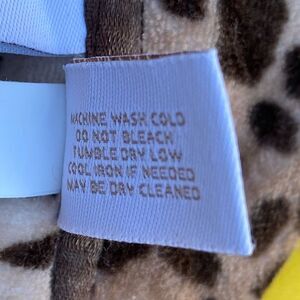 MACHINE WASH COLD
DO NOT BLEACH
TUMBLE DRY LOW
COOL IRON IF NEEDED
MAY BE DRY CLEANED